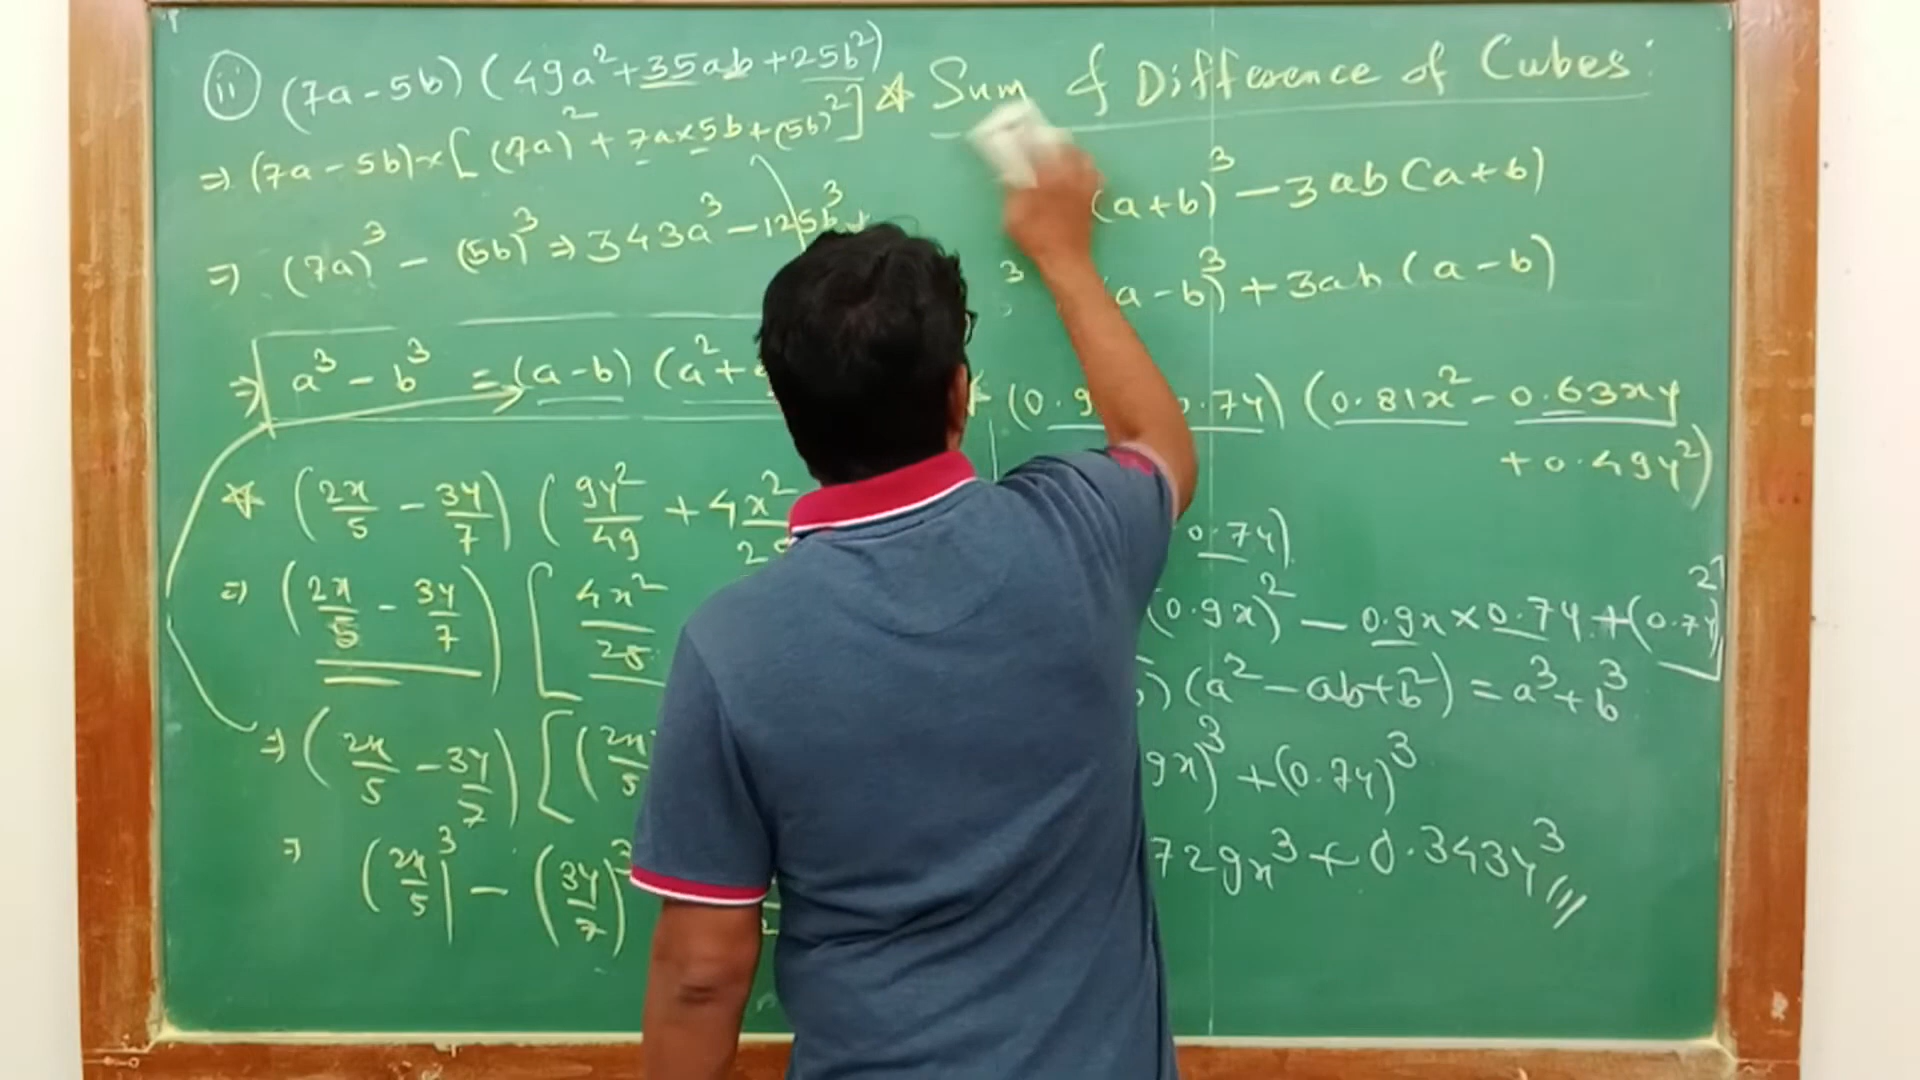 ii (7a - 5b) (49a² + 35ab + 25b²)
⇒ (7a - 5b) × [(7a)² + 7a×5b + (5b)²]
⇒ (7a)³ - (5b)³ ⇒ 343a³ - 125b³
⇒ a³ - b³ = (a-b) (a² +
☆ (2x/5 - 3y/7) (9y²/49 + 4x²/2
⇒ (2x/5 - 3y/7) [4x²/25
⇒ (2x/5 - 3y/7) [(2x/5
⇒ (2x/5)³ - (3y/7)³
☆ Sum & Difference of Cubes:
(a+b)³ - 3ab (a+b)
³ (a-b)³ + 3ab (a-b)
(0.9 0.7y) (0.81x² - 0.63xy
+ 0.49y²)
0.7y)
(0.9x)² - 0.9x × 0.7y + (0.7y)²]
) (a² - ab + b²) = a³ + b³
9x)³ + (0.7y)³
729x³ + 0.343y³